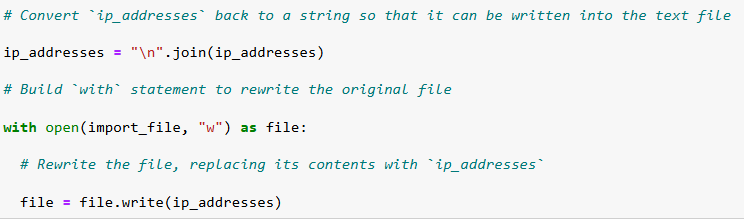 # Convert `ip_addresses` back to a string so that it can be written into the text file
ip_addresses = "\n".join(ip_addresses)
# Build `with` statement to rewrite the original file
with open(import_file, "w") as file:
  # Rewrite the file, replacing its contents with `ip_addresses`
  file = file.write(ip_addresses)